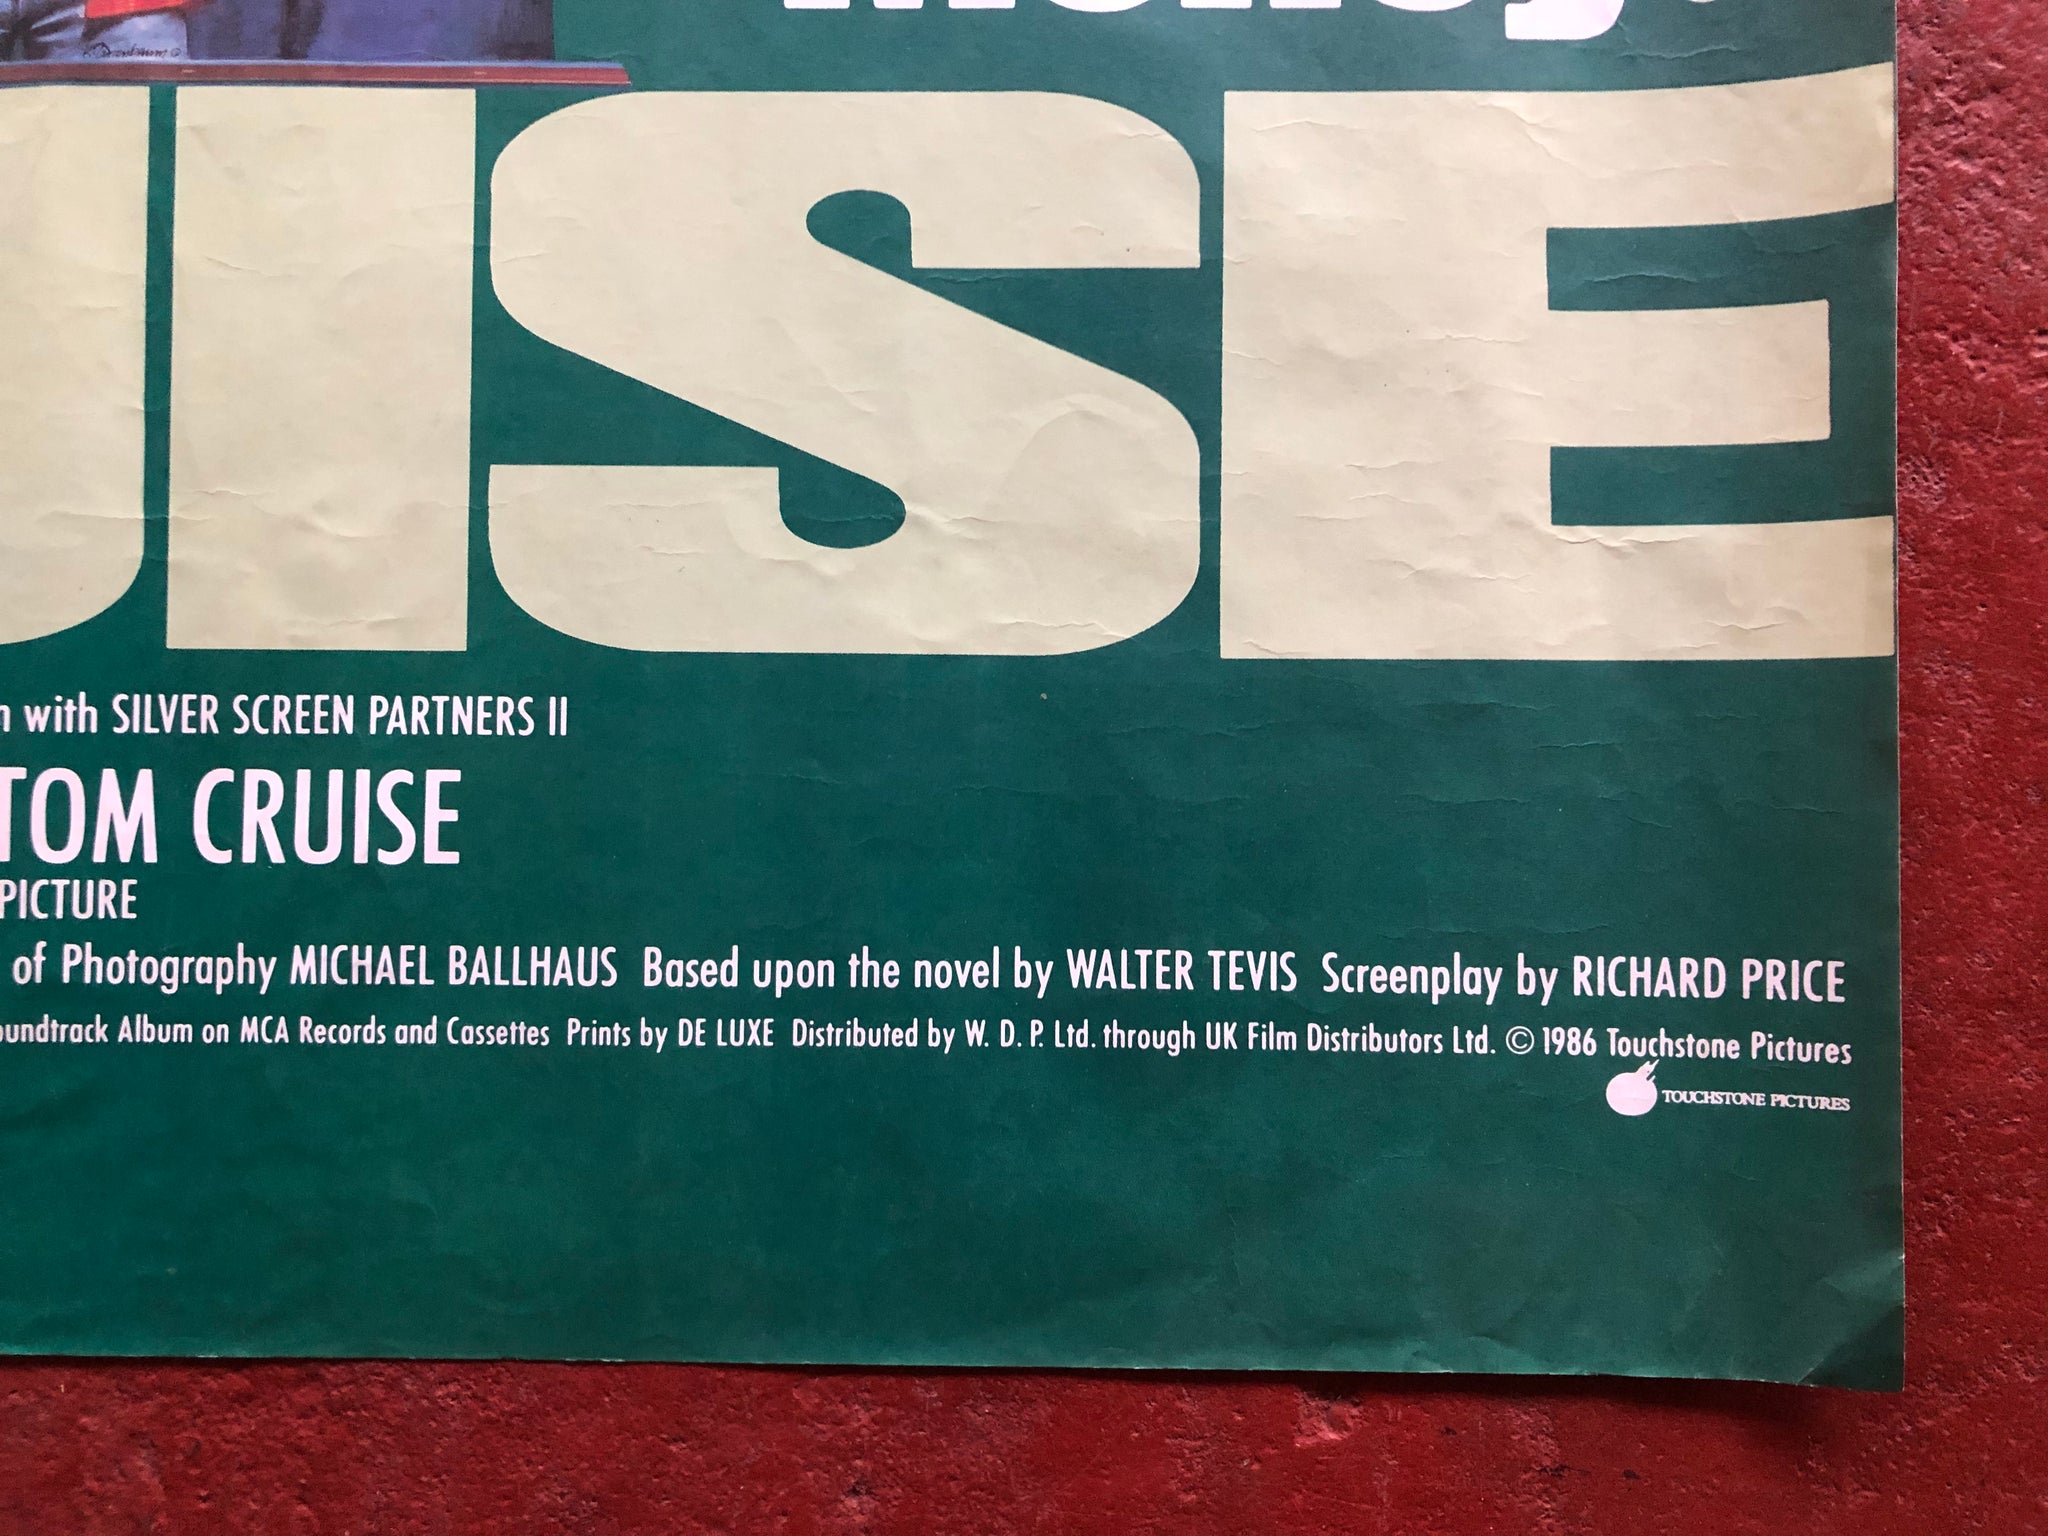 Money
UISE
with SILVER SCREEN PARTNERS II
TOM CRUISE
PICTURE
of Photography MICHAEL BALLHAUS Based upon the novel by WALTER TEVIS Screenplay by RICHARD PRICE
oundtrack Album on MCA Records and Cassettes Prints by DE LUXE Distributed by W. D. P. Ltd. through UK Film Distributors Ltd. © 1986 Touchstone Pictures
TOUCHSTONE PICTURES